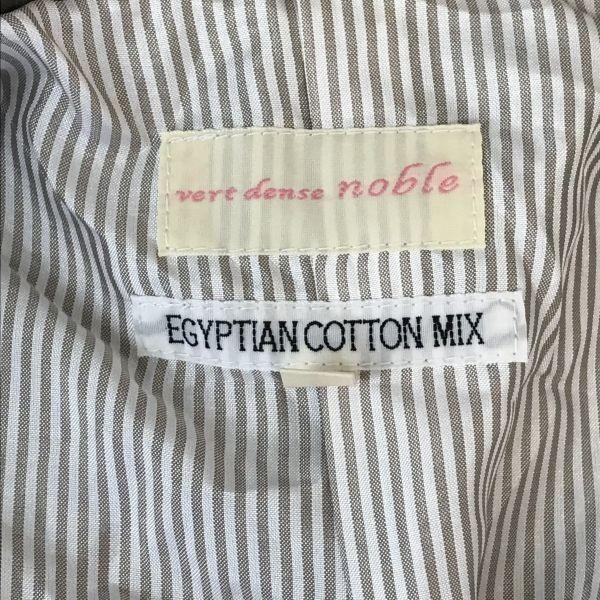 vert dense noble
EGYPTIAN COTTON MIX